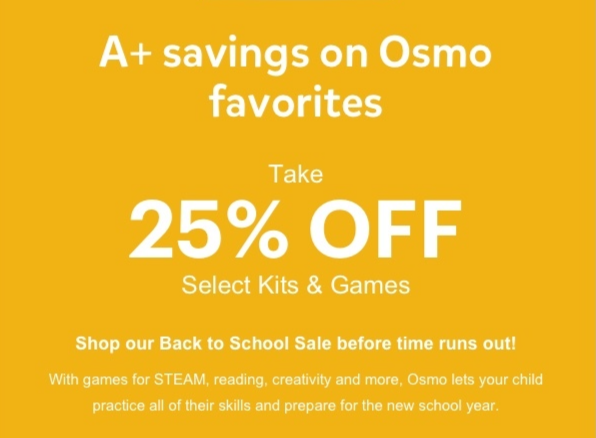 A+ savings on Osmo
favorites
Take
25% OFF
Select Kits & Games
Shop our Back to School Sale before time runs out!
With games for STEAM, reading, creativity and more, Osmo lets your child
practice all of their skills and prepare for the new school year.